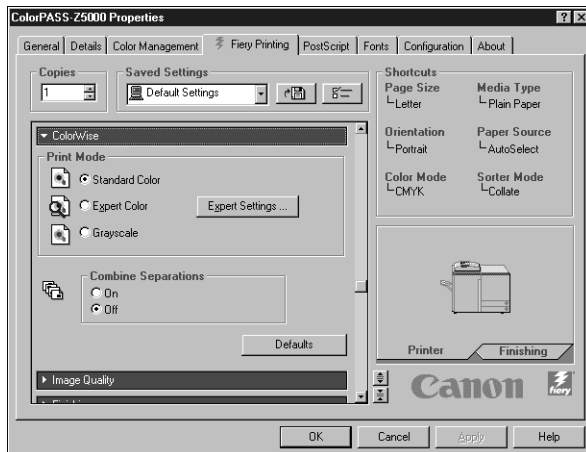 ColorPASS-Z5000 Properties
General Details Color Management Fiery Printing PostScript Fonts Configuration About
Copies
1
Saved Settings
Default Settings
ColorWise
Print Mode
Standard Color
Expert Color
Expert Settings ...
Grayscale
Combine Separations
On
Off
Defaults
Image Quality
Shortcuts
Page Size
Letter
Media Type
Plain Paper
Orientation
Portrait
Paper Source
AutoSelect
Color Mode
CMYK
Sorter Mode
Collate
Printer
Finishing
Canon
fiery
OK Cancel Apply Help